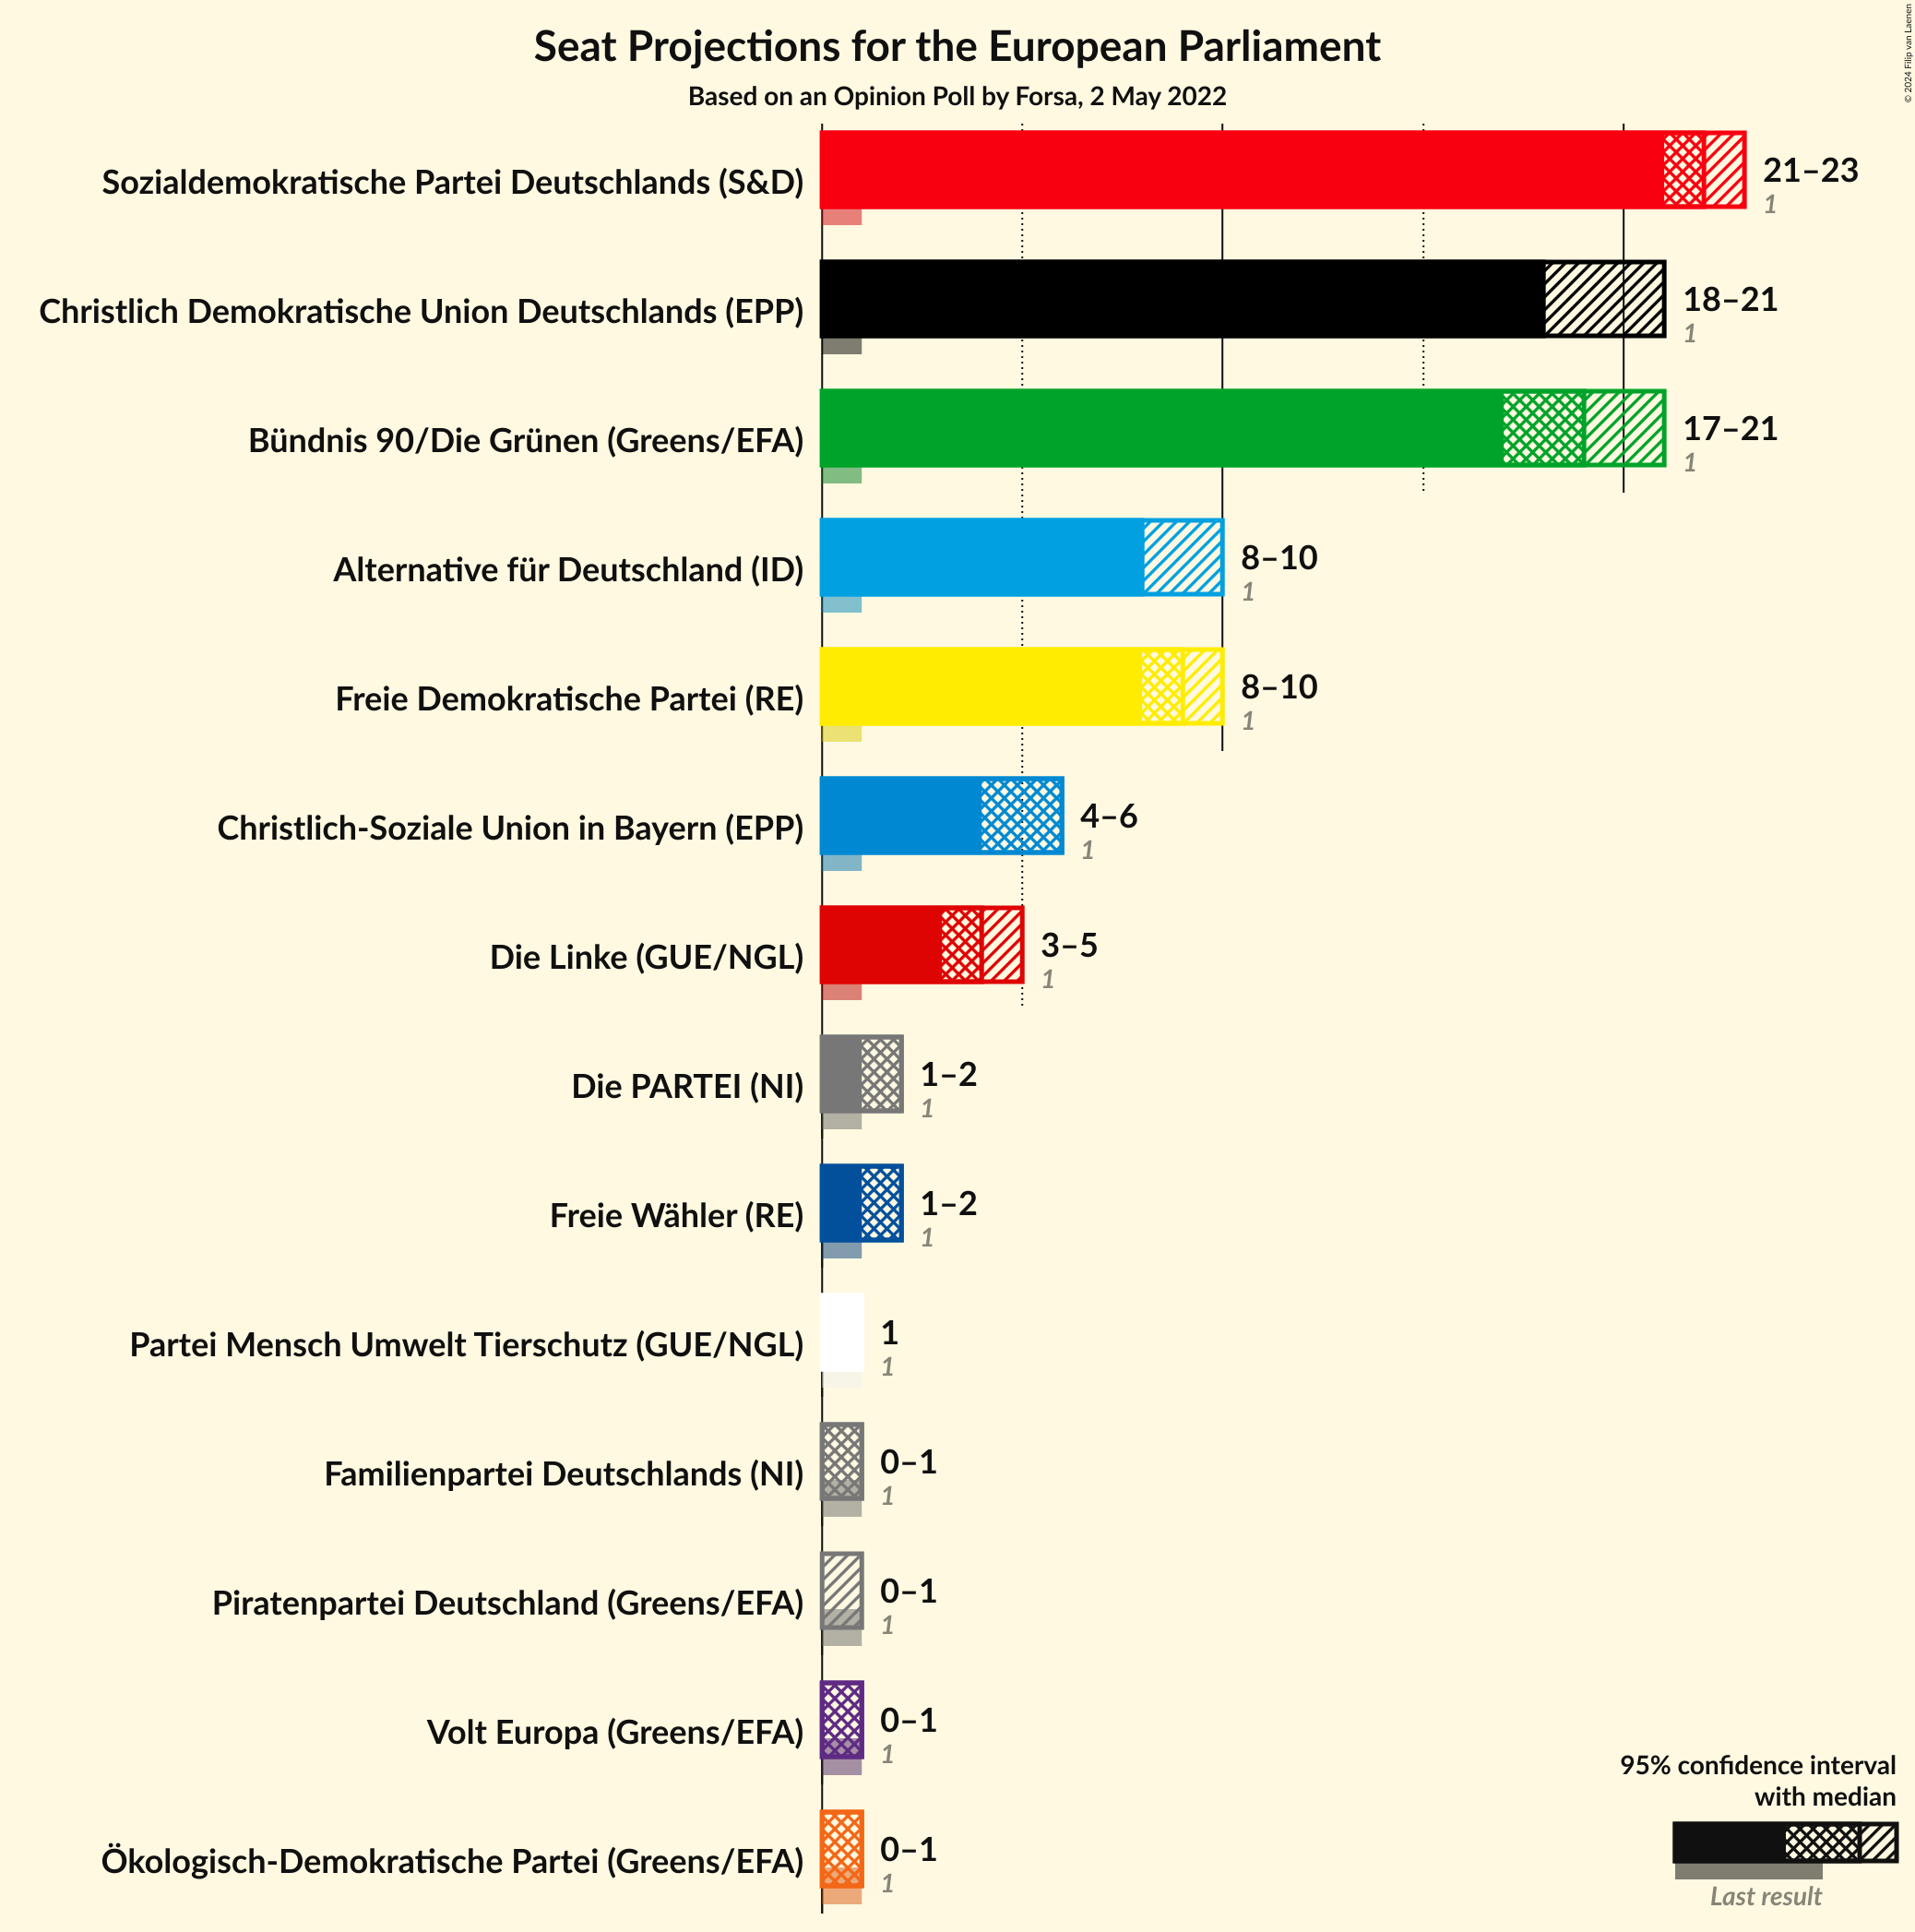 Seat Projections for the European Parliament
Based on an Opinion Poll by Forsa, 2 May 2022
© 2024 Filip van Laenen
Sozialdemokratische Partei Deutschlands (S&D)
21–23
1
Christlich Demokratische Union Deutschlands (EPP)
18–21
1
Bündnis 90/Die Grünen (Greens/EFA)
17–21
1
Alternative für Deutschland (ID)
8–10
1
Freie Demokratische Partei (RE)
8–10
1
Christlich-Soziale Union in Bayern (EPP)
4–6
1
Die Linke (GUE/NGL)
3–5
1
Die PARTEI (NI)
1–2
1
Freie Wähler (RE)
1–2
1
Partei Mensch Umwelt Tierschutz (GUE/NGL)
1
1
Familienpartei Deutschlands (NI)
0–1
1
Piratenpartei Deutschland (Greens/EFA)
0–1
1
Volt Europa (Greens/EFA)
0–1
1
Ökologisch-Demokratische Partei (Greens/EFA)
0–1
1
95% confidence interval
with median
Last result